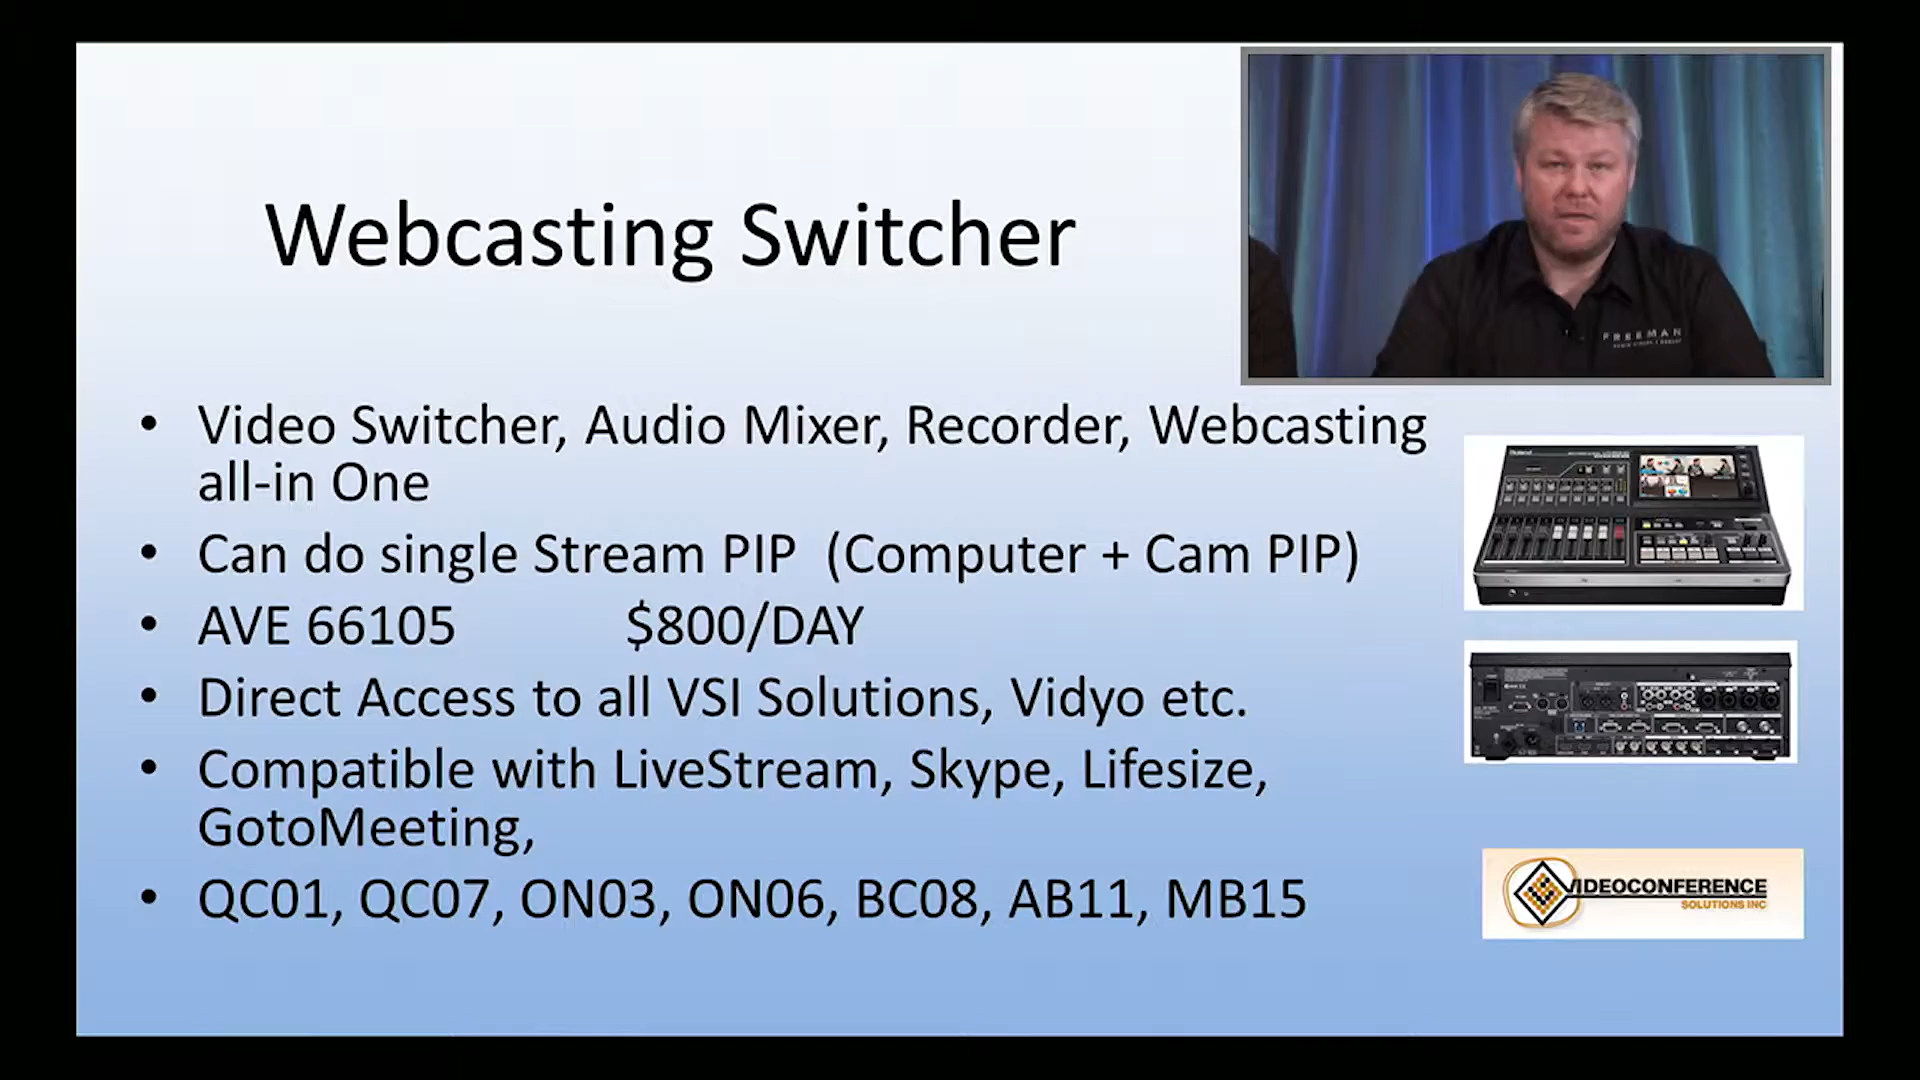 Webcasting Switcher
FREEMAN
• Video Switcher, Audio Mixer, Recorder, Webcasting
all-in One
• Can do single Stream PIP (Computer + Cam PIP)
• AVE 66105 $800/DAY
• Direct Access to all VSI Solutions, Vidyo etc.
• Compatible with LiveStream, Skype, Lifesize,
GotoMeeting,
• QC01, QC07, ON03, ON06, BC08, AB11, MB15
Roland
VIDEOCONFERENCE
SOLUTIONS INC